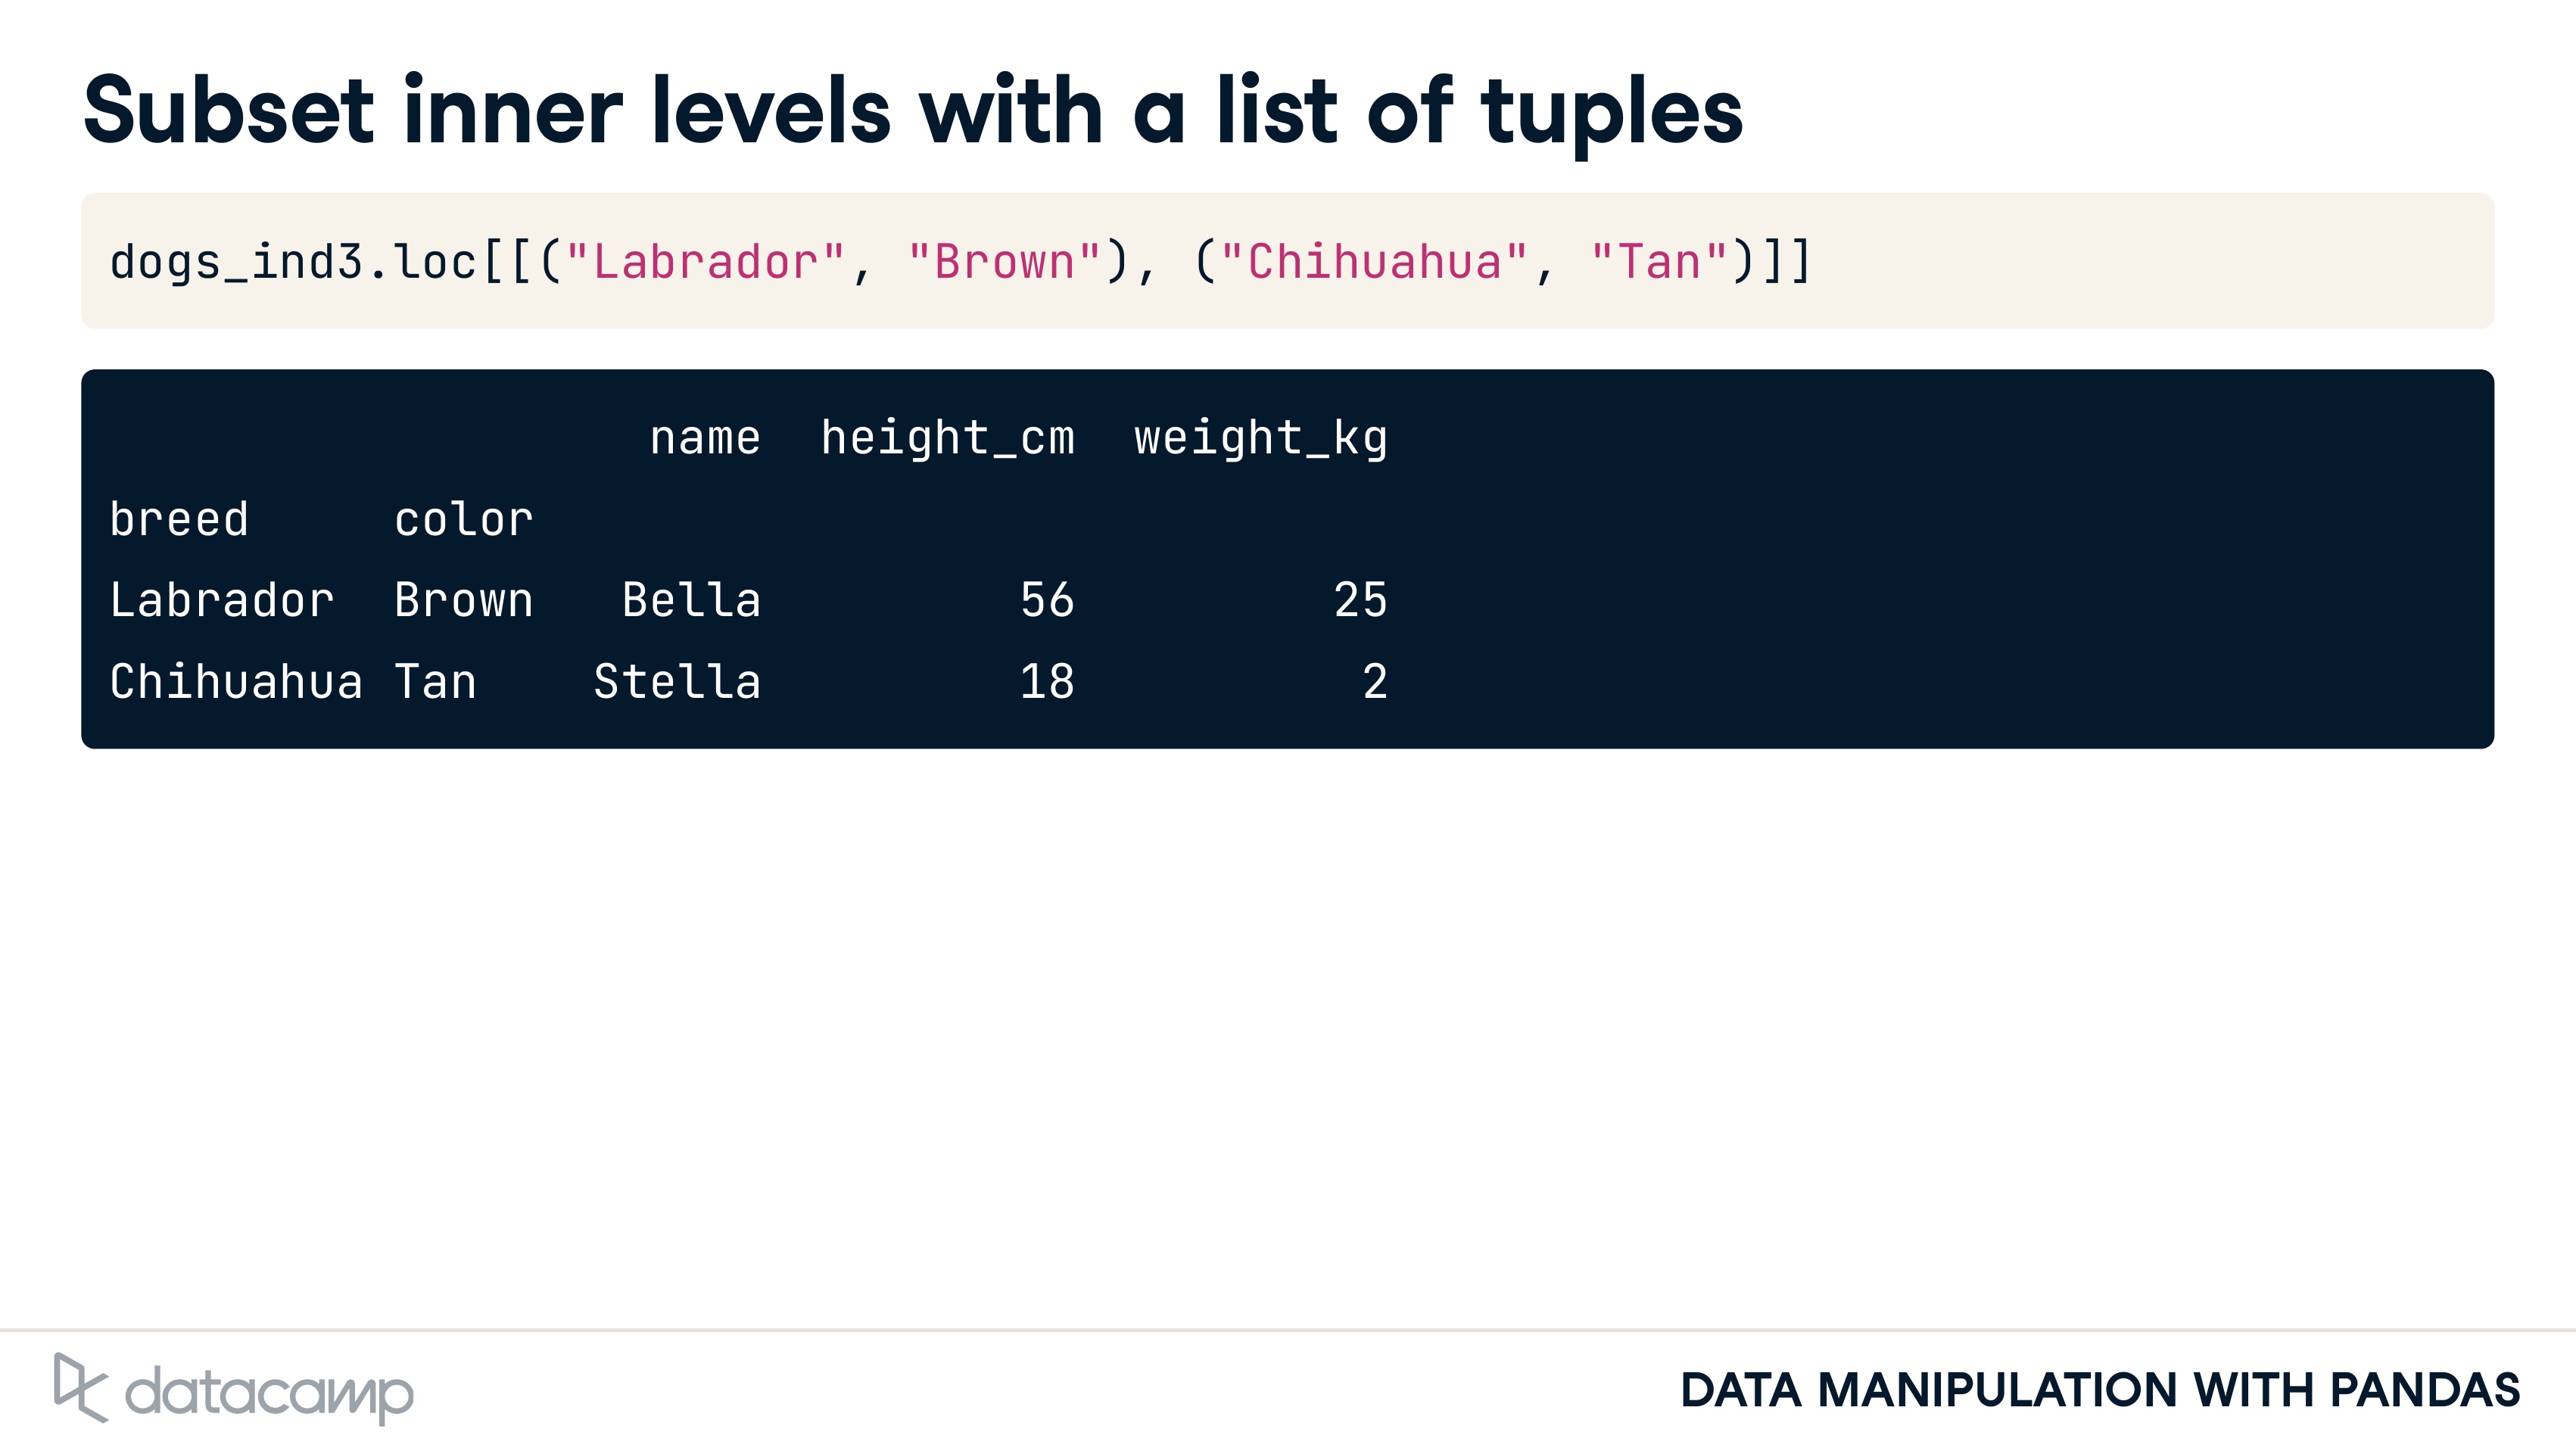 Subset inner levels with a list of tuples
dogs_ind3.loc[[("Labrador", "Brown"), ("Chihuahua", "Tan")]]
name height_cm weight_kg
breed color
Labrador Brown Bella 56 25
Chihuahua Tan Stella 18 2
datacamp
DATA MANIPULATION WITH PANDAS